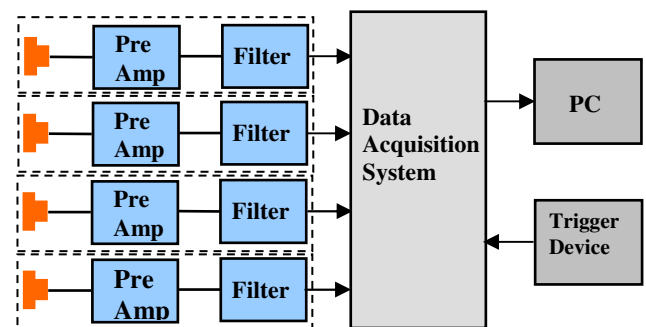 Pre
Amp
Filter
Pre
Amp
Filter
Pre
Amp
Filter
Pre
Amp
Filter
Data
Acquisition
System
PC
Trigger
Device